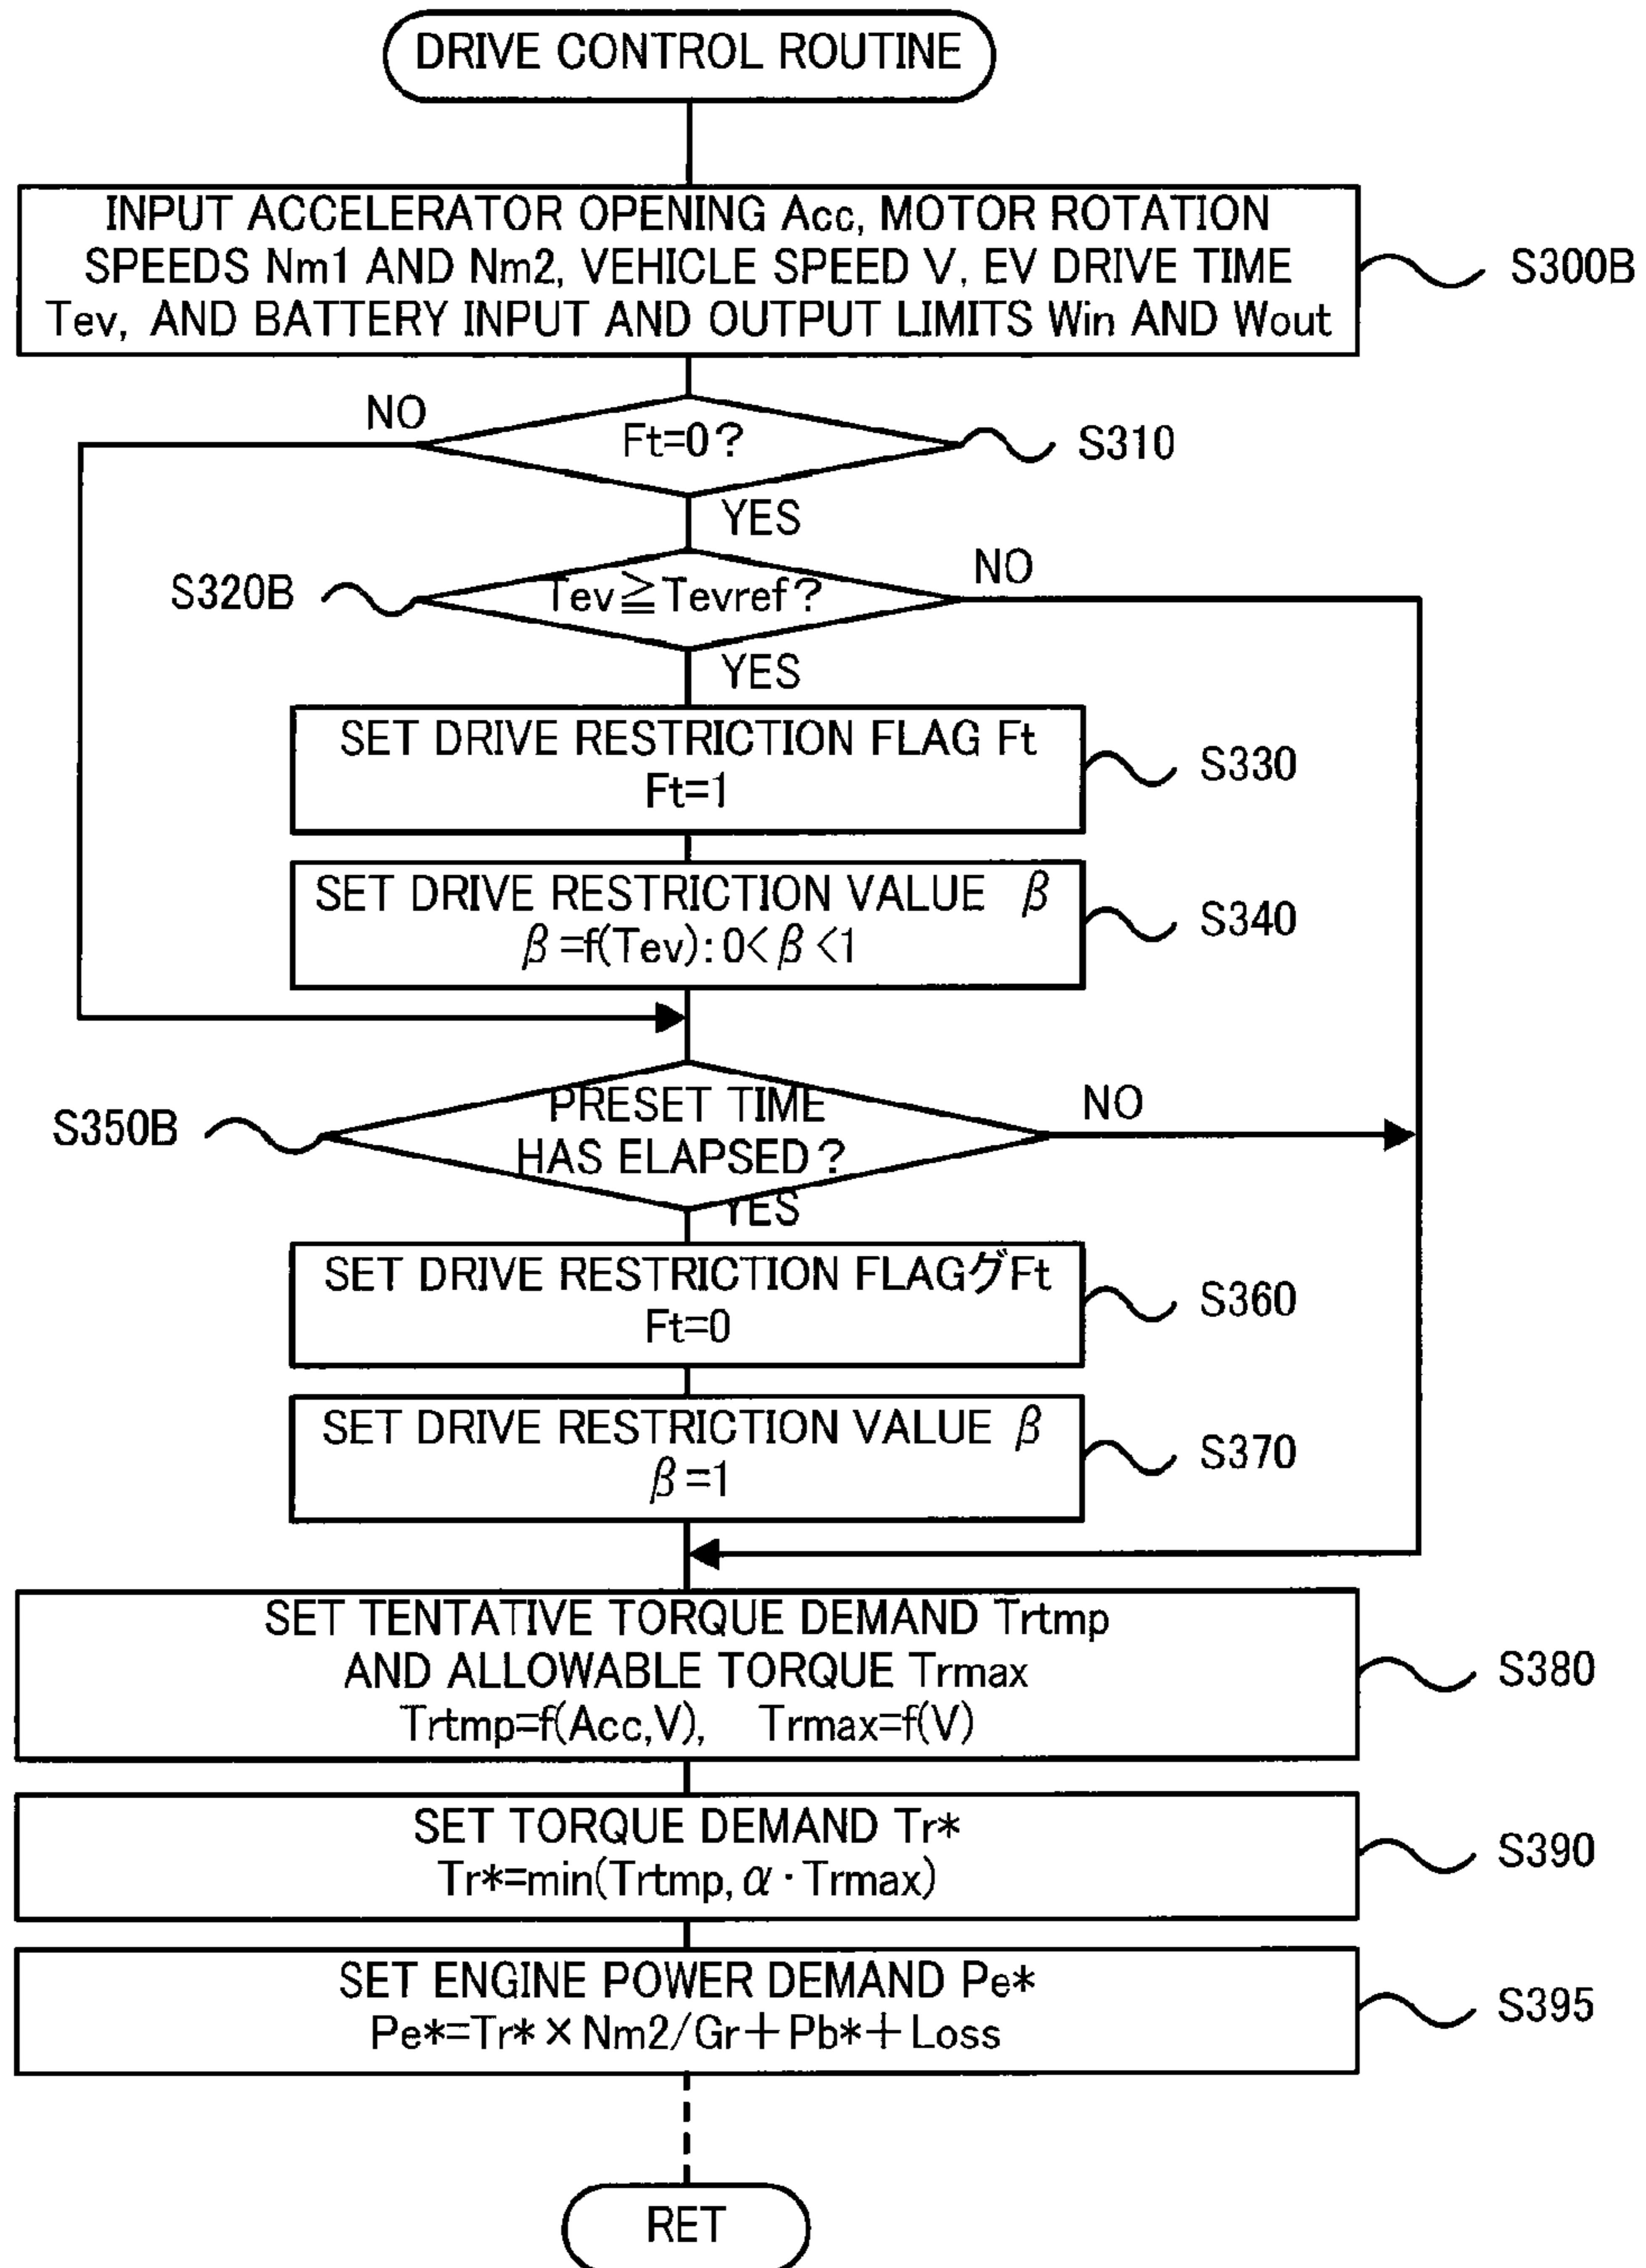 DRIVE CONTROL ROUTINE
INPUT ACCELERATOR OPENING Acc, MOTOR ROTATION
SPEEDS Nm1 AND Nm2, VEHICLE SPEED V, EV DRIVE TIME
Tev, AND BATTERY INPUT AND OUTPUT LIMITS Win AND Wout
S300B
NO
Ft=0?
S310
YES
S320B
Tev≧Tevref?
NO
YES
SET DRIVE RESTRICTION FLAG Ft
Ft=1
S330
SET DRIVE RESTRICTION VALUE β
β=f(Tev):0<β<1
S340
S350B
PRESET TIME
HAS ELAPSED?
NO
YES
SET DRIVE RESTRICTION FLAGグFt
Ft=0
S360
SET DRIVE RESTRICTION VALUE β
β=1
S370
SET TENTATIVE TORQUE DEMAND Trtmp
AND ALLOWABLE TORQUE Trmax
Trtmp=f(Acc,V), Trmax=f(V)
S380
SET TORQUE DEMAND Tr*
Tr*=min(Trtmp,α・Trmax)
S390
SET ENGINE POWER DEMAND Pe*
Pe*=Tr*×Nm2/Gr+Pb*+Loss
S395
RET